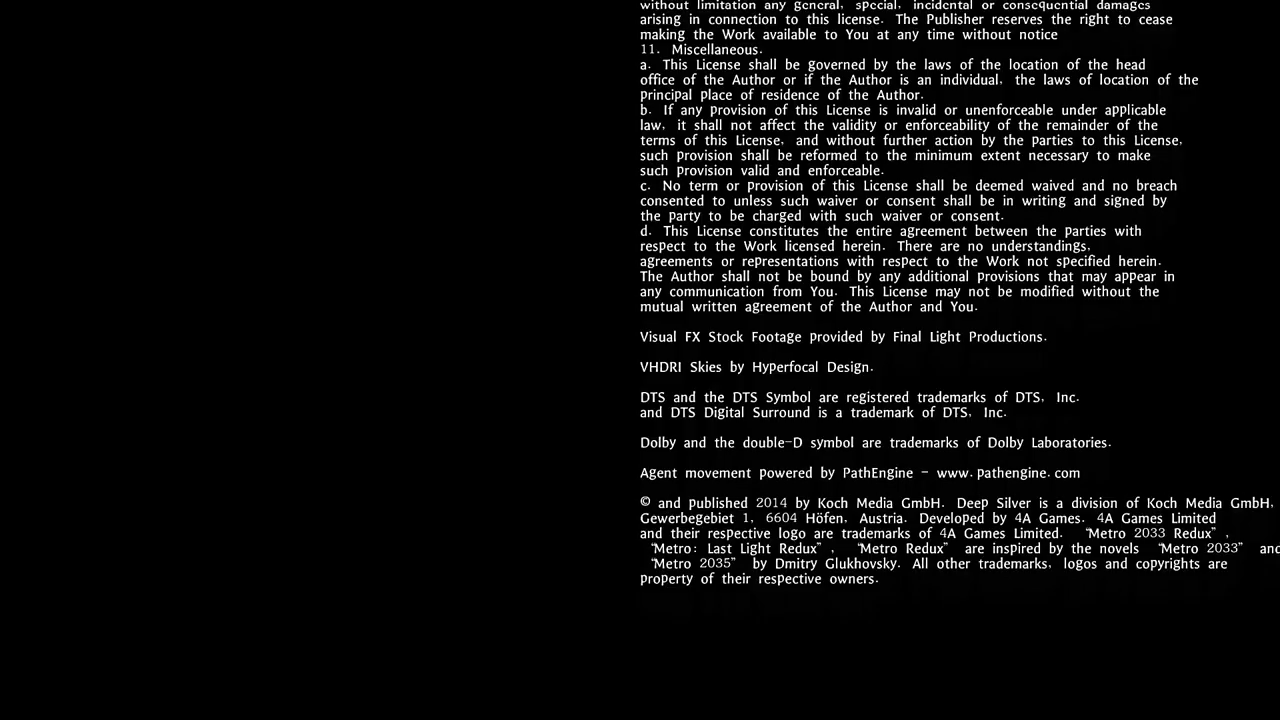 without limitation any general, special, incidental or consequential damages
arising in connection to this license. The Publisher reserves the right to cease
making the Work available to You at any time without notice
11. Miscellaneous.
a. This License shall be governed by the laws of the location of the head
office of the Author or if the Author is an individual, the laws of location of the
principal place of residence of the Author.
b. If any provision of this License is invalid or unenforceable under applicable
law, it shall not affect the validity or enforceability of the remainder of the
terms of this License, and without further action by the parties to this License,
such provision shall be reformed to the minimum extent necessary to make
such provision valid and enforceable.
c. No term or provision of this License shall be deemed waived and no breach
consented to unless such waiver or consent shall be in writing and signed by
the party to be charged with such waiver or consent.
d. This License constitutes the entire agreement between the parties with
respect to the Work licensed herein. There are no understandings,
agreements or representations with respect to the Work not specified herein.
The Author shall not be bound by any additional provisions that may appear in
any communication from You. This License may not be modified without the
mutual written agreement of the Author and You.
Visual FX Stock Footage provided by Final Light Productions.
VHDRI Skies by Hyperfocal Design.
DTS and the DTS Symbol are registered trademarks of DTS, Inc.
and DTS Digital Surround is a trademark of DTS, Inc.
Dolby and the double-D symbol are trademarks of Dolby Laboratories.
Agent movement powered by PathEngine - www.pathengine.com
© and published 2014 by Koch Media GmbH. Deep Silver is a division of Koch Media GmbH,
Gewerbegebiet 1, 6604 Höfen, Austria. Developed by 4A Games. 4A Games Limited
and their respective logo are trademarks of 4A Games Limited. “Metro 2033 Redux”,
“Metro: Last Light Redux”, “Metro Redux” are inspired by the novels “Metro 2033” and
“Metro 2035” by Dmitry Glukhovsky. All other trademarks, logos and copyrights are
property of their respective owners.